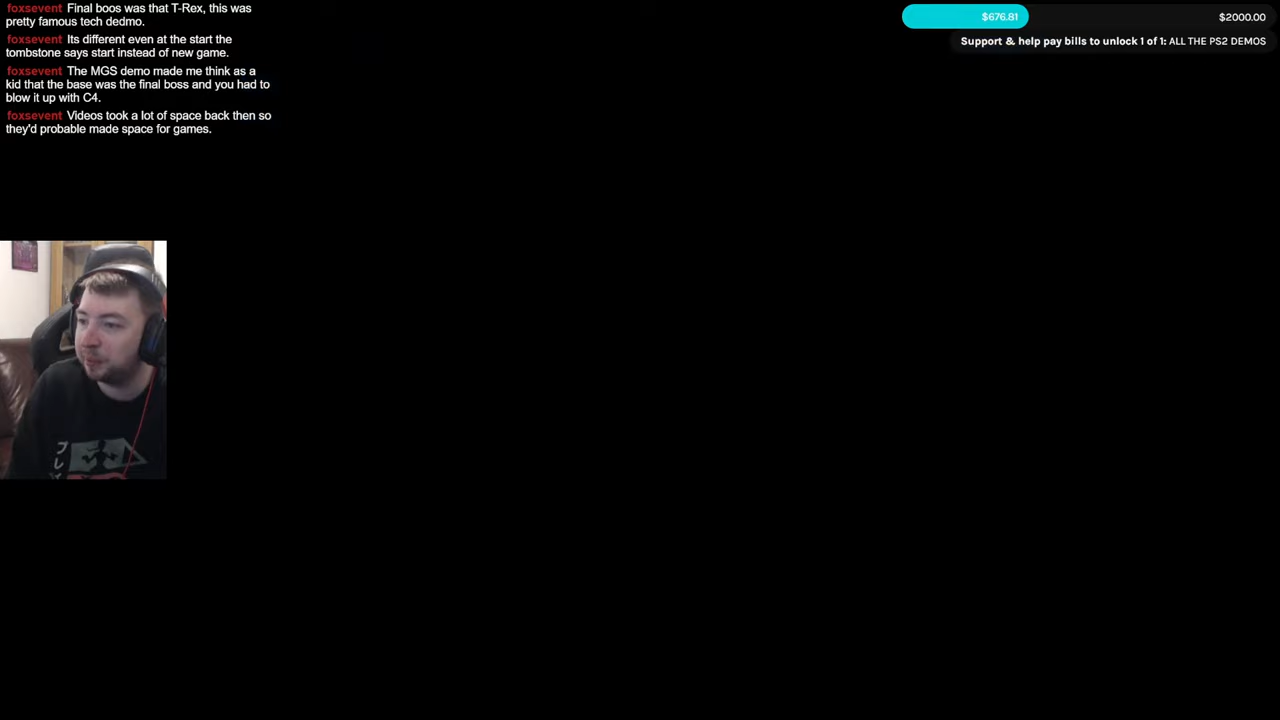 foxsevent Final boos was that T-Rex, this was
pretty famous tech dedmo.
foxsevent Its different even at the start the
tombstone says start instead of new game.
foxsevent The MGS demo made me think as a
kid that the base was the final boss and you had to
blow it up with C4.
foxsevent Videos took a lot of space back then so
they'd probable made space for games.
$676.81
$2000.00
Support & help pay bills to unlock 1 of 1: ALL THE PS2 DEMOS
プレ